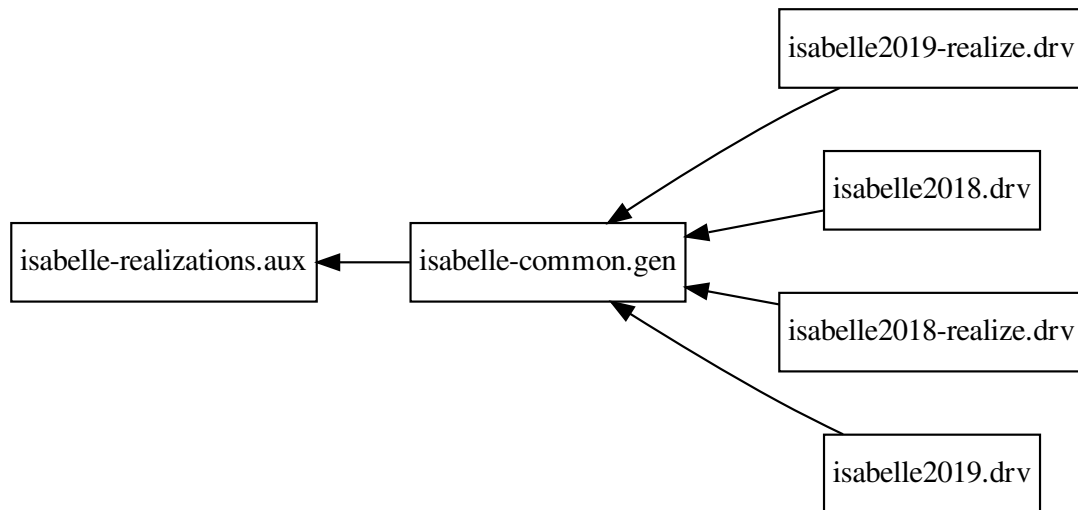 isabelle2019-realize.drv
isabelle2018.drv
isabelle-realizations.aux
isabelle-common.gen
isabelle2018-realize.drv
isabelle2019.drv